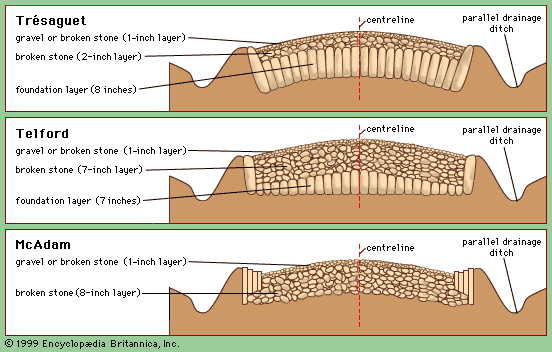 Trésaguet
gravel or broken stone (1-inch layer)
broken stone (2-inch layer)
foundation layer (8 inches)
centreline
parallel drainage
ditch
Telford
gravel or broken stone (1-inch layer)
broken stone (7-inch layer)
foundation layer (7 inches)
centreline
parallel drainage
ditch
McAdam
gravel or broken stone (1-inch layer)
broken stone (8-inch layer)
centreline
parallel drainage
ditch
© 1999 Encyclopædia Britannica, Inc.